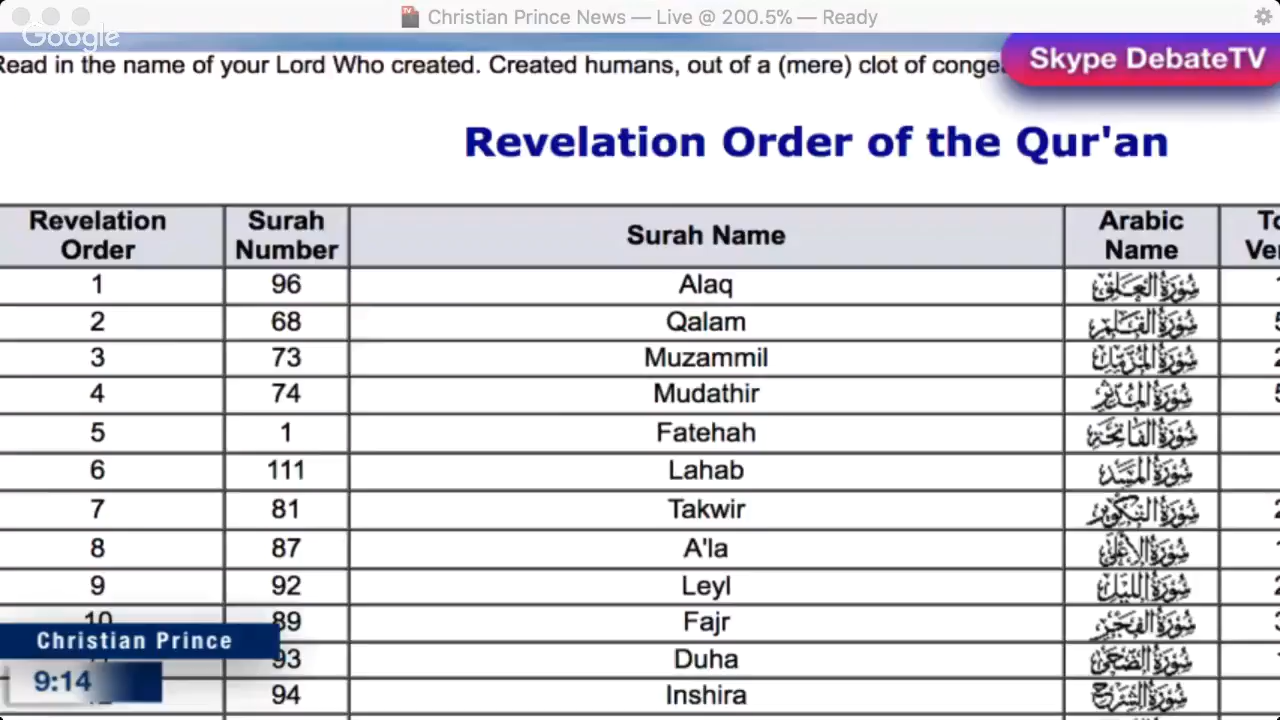 Christian Prince News — Live @ 200.5% — Ready
Google
Read in the name of your Lord Who created. Created humans, out of a (mere) clot of
Skype DebateTV
Revelation Order of the Qur'an
Revelation Order Surah Number Surah Name Arabic Name
1 96 Alaq سُورَةُ العَلَق
2 68 Qalam سُورَةُ القَلَم
3 73 Muzammil سُورَةُ المُزَّمِّل
4 74 Mudathir سُورَةُ المُدَّثِّر
5 1 Fatehah سُورَةُ الفَاتِحَة
6 111 Lahab سُورَةُ المَسَد
7 81 Takwir سُورَةُ التَّكْوِير
8 87 A'la سُورَةُ الأَعْلَىٰ
9 92 Leyl سُورَةُ اللَّيْل
10 89 Fajr سُورَةُ الفَجْر
93 Duha سُورَةُ الضُّحَىٰ
94 Inshira سُورَةُ الشَّرْح
Christian Prince
9:14